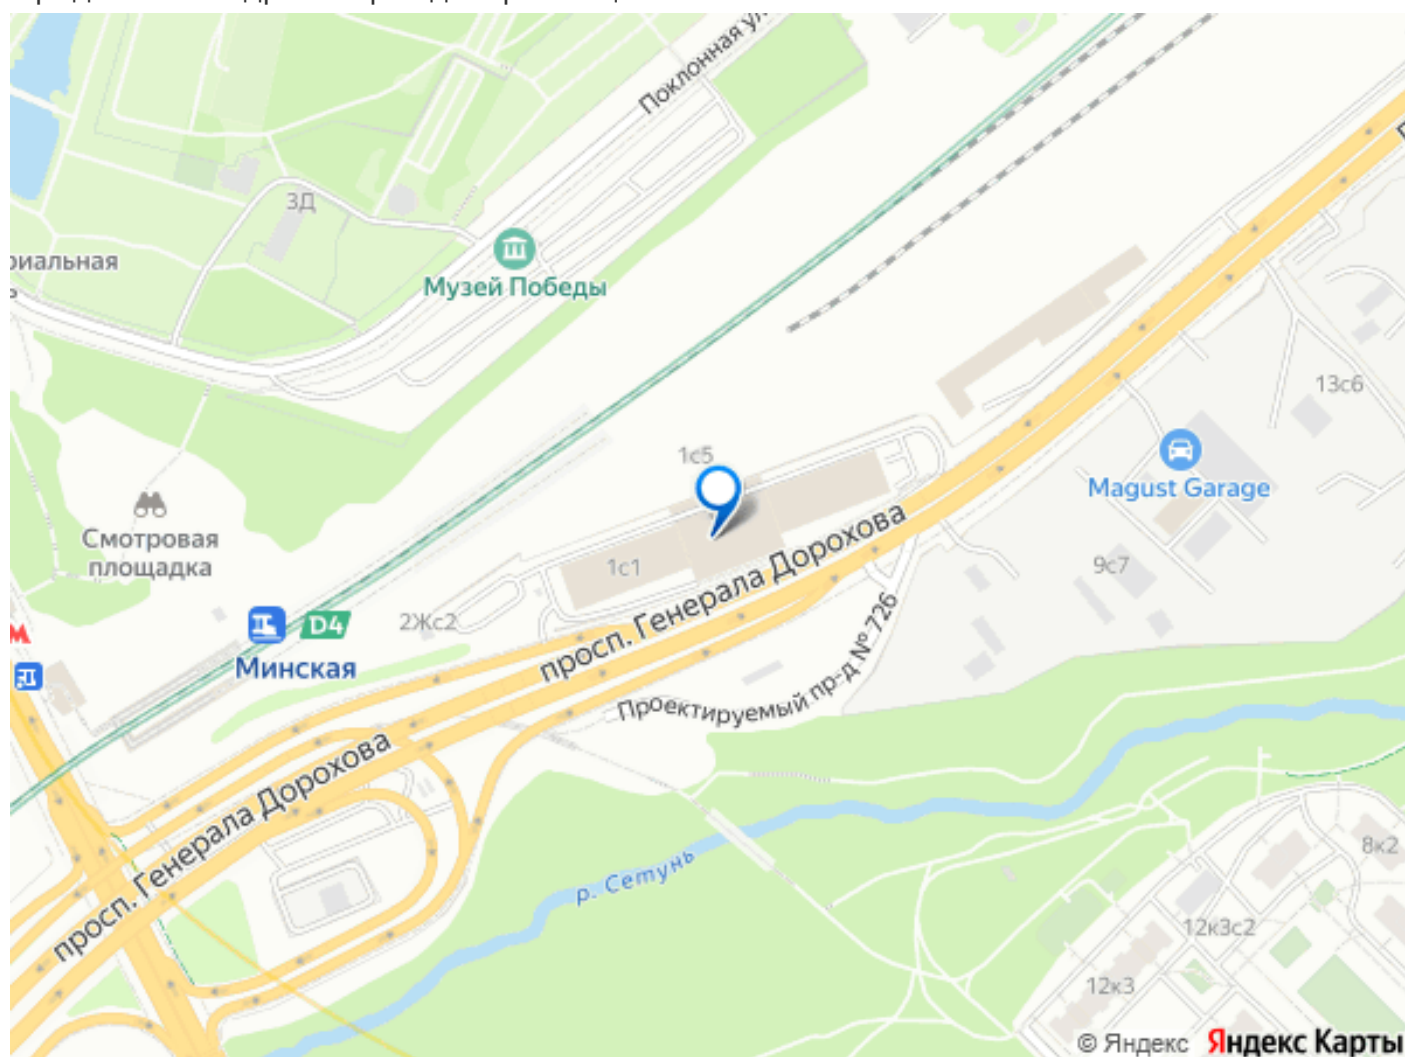 Поклонная ул.
3Д
риальная
ь
Музей Победы
13с6
1с5
Magust Garage
Смотровая
площадка
1с1
9с7
просп. Генерала Дорохова
2Жс2
D4
Минская
Проектируемый пр-д № 726
просп. Генерала Дорохова
р. Сетунь
8к2
12к3с2
12к3
© Яндекс Яндекс Карты